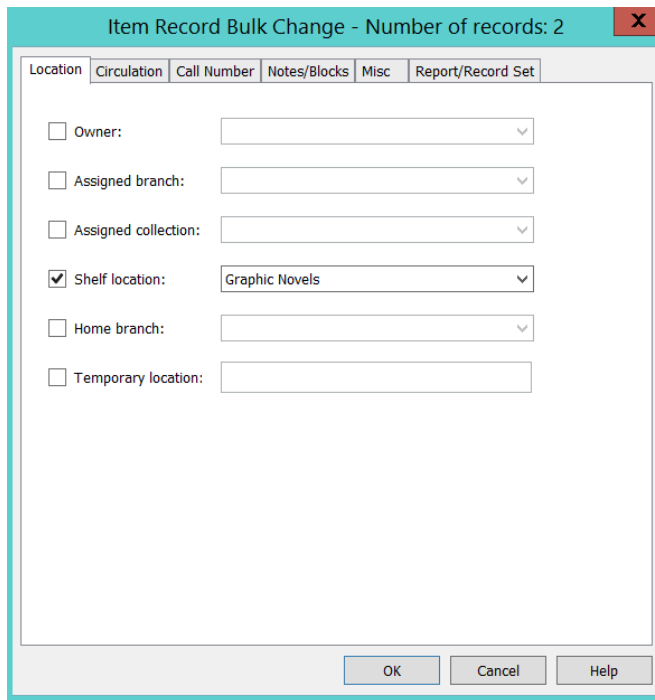 Item Record Bulk Change - Number of records: 2
X
Location Circulation Call Number Notes/Blocks Misc Report/Record Set
Owner:
Assigned branch:
Assigned collection:
Shelf location: Graphic Novels
Home branch:
Temporary location:
OK Cancel Help